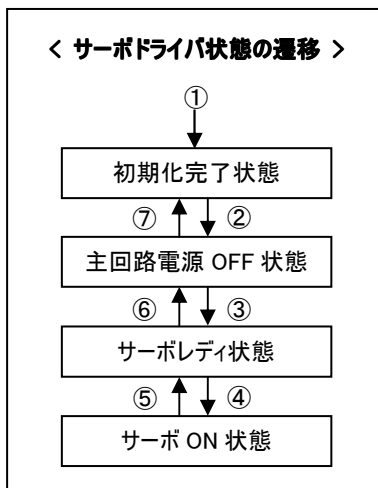 < サーボドライバ状態の遷移 >
①
初期化完了状態
⑦ ②
主回路電源 OFF 状態
⑥ ③
サーボレディ状態
⑤ ④
サーボ ON 状態